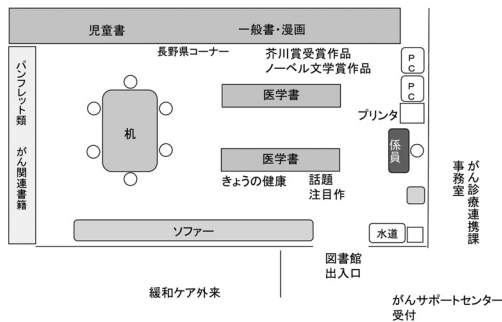 児童書
一般書・漫画
長野県コーナー
芥川賞受賞作品
ノーベル文学賞作品
PC
PC
プリンタ
パンフレット類 がん関連書籍
机
医学書
係員
医学書
きょうの健康
話題
注目作
がん診療連携課
事務室
ソファー
水道
図書館
出入口
緩和ケア外来
がんサポートセンター
受付